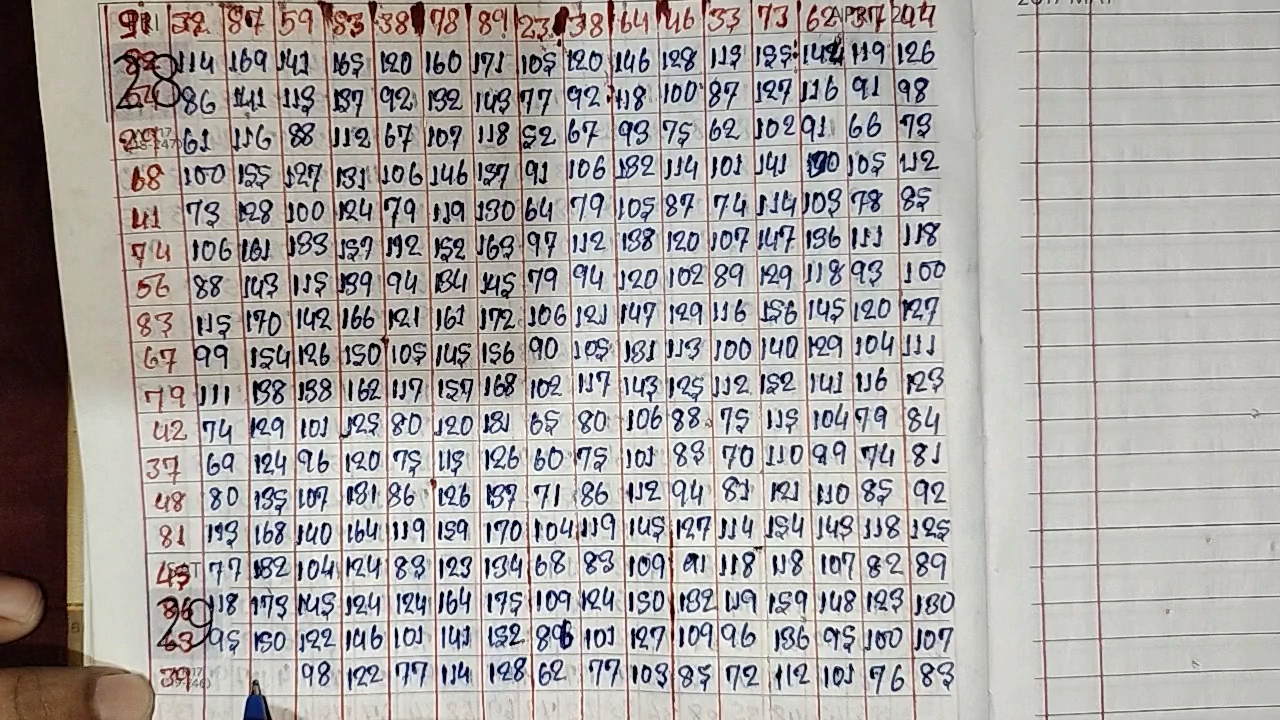 91 32 87 59 83 38 78 89 23 38 64 46 33 73 62 37 44
82 114 169 141 165 120 160 171 105 120 146 128 115 155 144 119 126
54 86 141 113 137 92 132 143 77 92 118 100 87 127 116 91 98
29 61 116 88 112 67 107 118 52 67 93 75 62 102 91 66 73
68 100 155 127 151 106 146 157 91 106 132 114 101 141 130 105 112
41 73 128 100 124 79 119 130 64 79 105 87 74 114 103 78 85
74 106 161 133 157 112 152 163 97 112 138 120 107 147 136 111 118
56 88 143 115 139 94 134 145 79 94 120 102 89 129 118 93 100
83 115 170 142 166 121 161 172 106 121 147 129 116 156 145 120 127
67 99 154 126 150 105 145 156 90 105 131 113 100 140 129 104 111
79 111 138 138 162 117 157 168 102 117 143 125 112 152 141 116 123
42 74 129 101 125 80 120 131 65 80 106 88 75 115 104 79 84
37 69 124 96 120 75 115 126 60 75 101 83 70 110 99 74 81
48 80 135 107 131 86 126 137 71 86 112 94 81 121 110 85 92
81 113 168 140 164 119 159 170 104 119 145 127 114 154 143 118 125
45 77 132 104 124 83 123 134 68 83 109 91 118 118 107 82 89
86 118 173 145 124 124 164 175 109 124 150 132 119 159 148 123 130
63 95 150 122 146 101 141 152 86 101 127 109 96 136 95 100 107
39 98 122 77 114 128 62 77 103 85 72 112 101 76 83